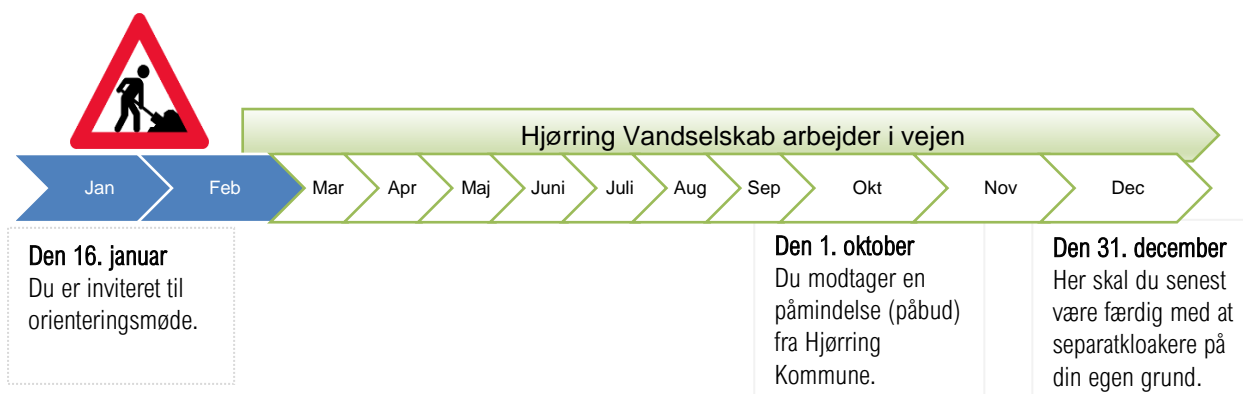 Hjørring Vandselskab arbejder i vejen
Jan Feb Mar Apr Maj Juni Juli Aug Sep Okt Nov Dec
Den 16. januar
Du er inviteret til
orienteringsmøde.
Den 1. oktober
Du modtager en
påmindelse (påbud)
fra Hjørring
Kommune.
Den 31. december
Her skal du senest
være færdig med at
separatkloakere på
din egen grund.